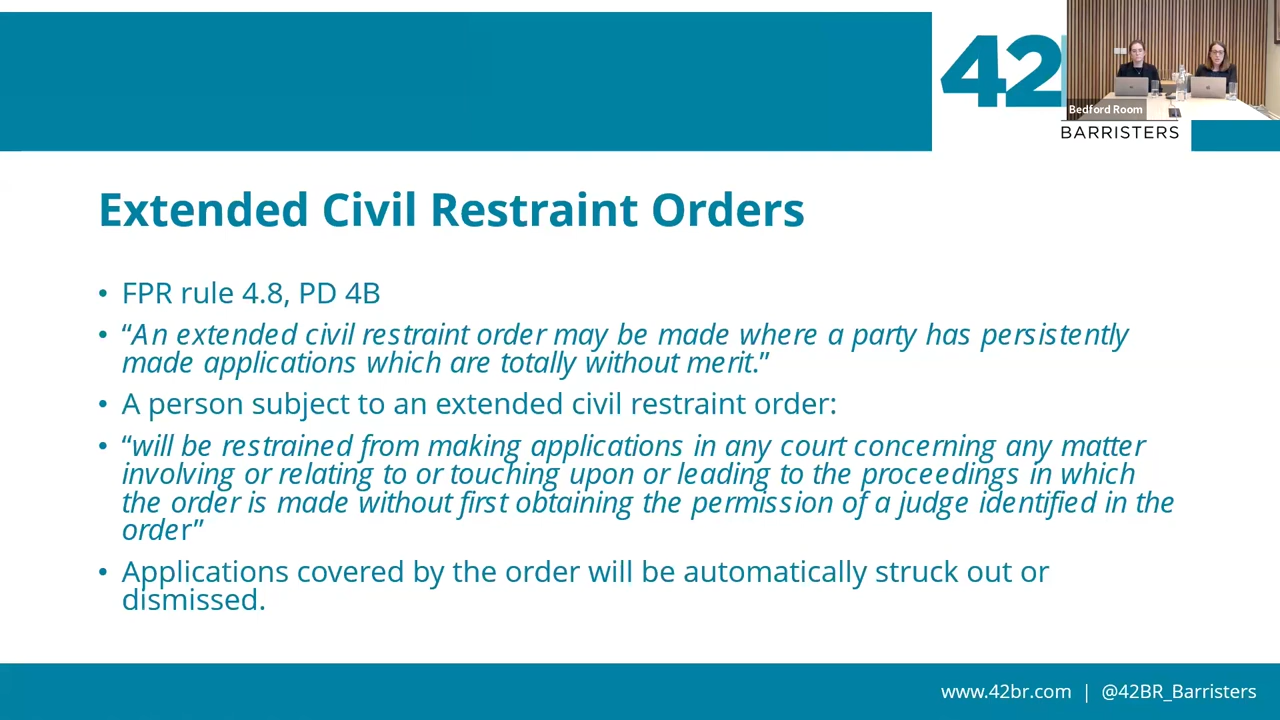 42
Bedford Room
BARRISTERS
Extended Civil Restraint Orders
• FPR rule 4.8, PD 4B
• “An extended civil restraint order may be made where a party has persistently
made applications which are totally without merit.”
• A person subject to an extended civil restraint order:
• “will be restrained from making applications in any court concerning any matter
involving or relating to or touching upon or leading to the proceedings in which
the order is made without first obtaining the permission of a judge identified in the
order”
• Applications covered by the order will be automatically struck out or
dismissed.
www.42br.com | @42BR_Barristers